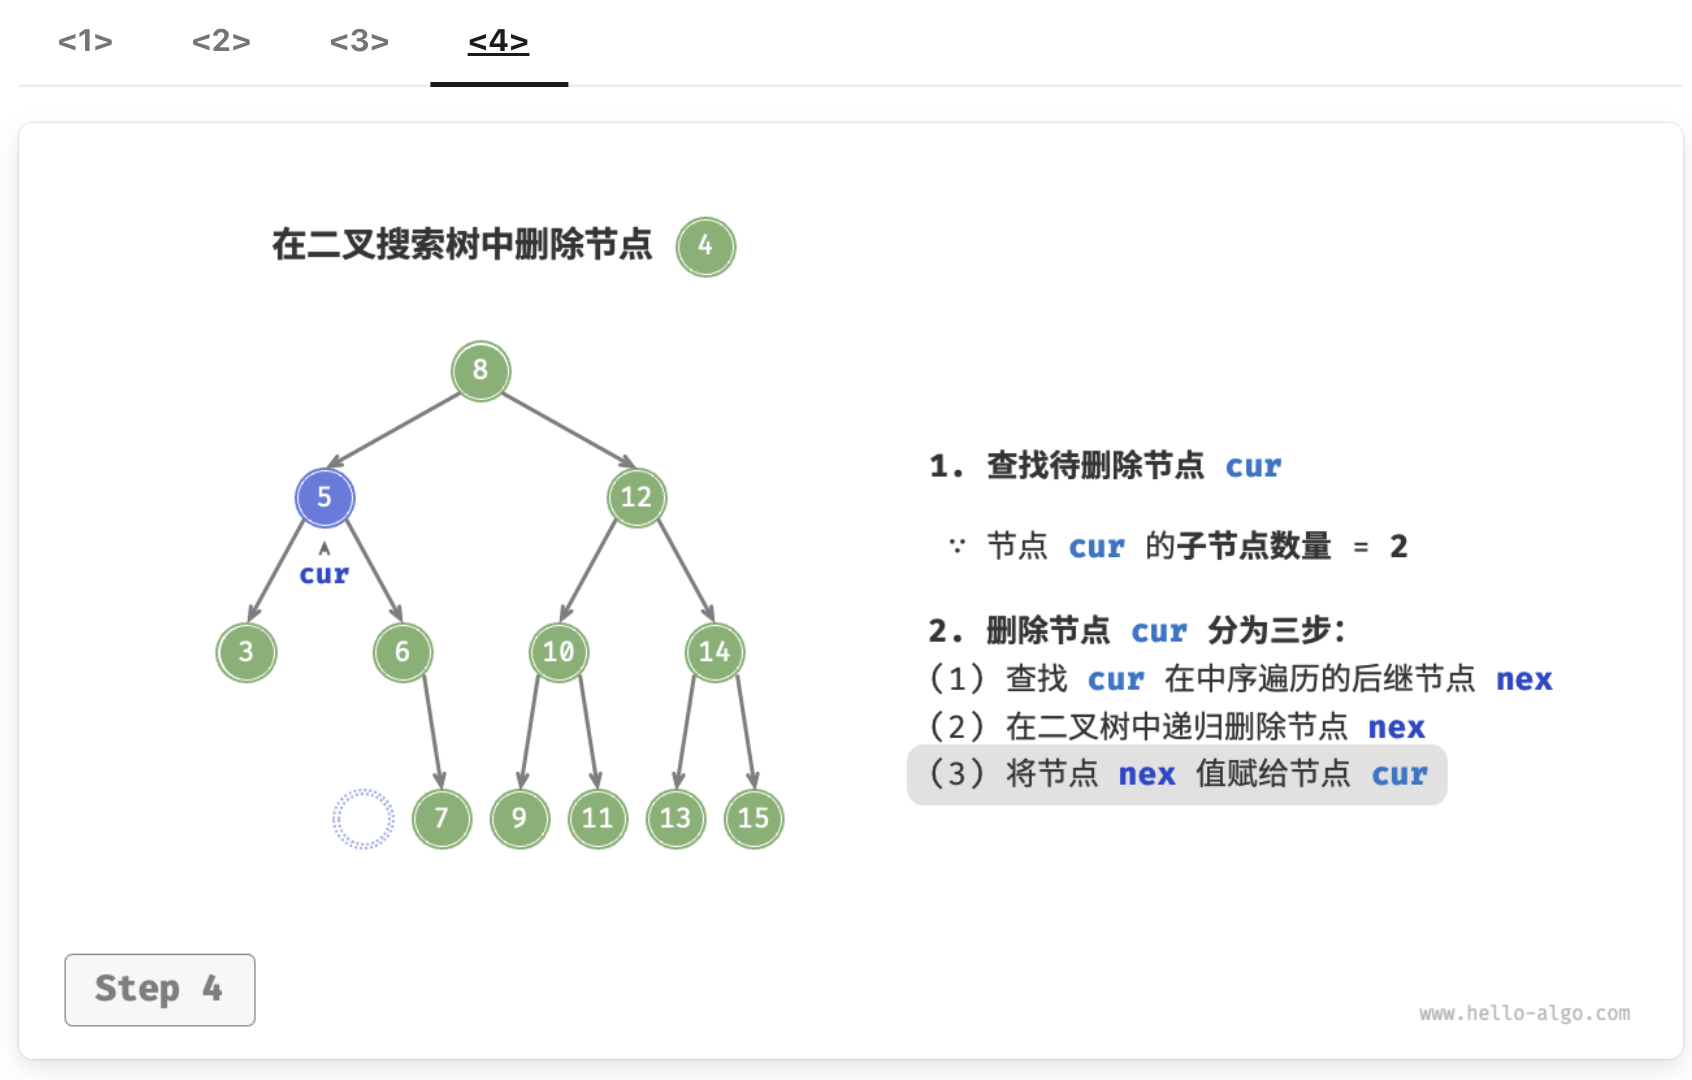 <1> <2> <3> <4>
在二叉搜索树中删除节点 4
8
5 12
cur
3 6 10 14
7 9 11 13 15
1. 查找待删除节点 cur
∵ 节点 cur 的子节点数量 = 2
2. 删除节点 cur 分为三步：
(1) 查找 cur 在中序遍历的后继节点 nex
(2) 在二叉树中递归删除节点 nex
(3) 将节点 nex 值赋给节点 cur
Step 4
www.hello-algo.com